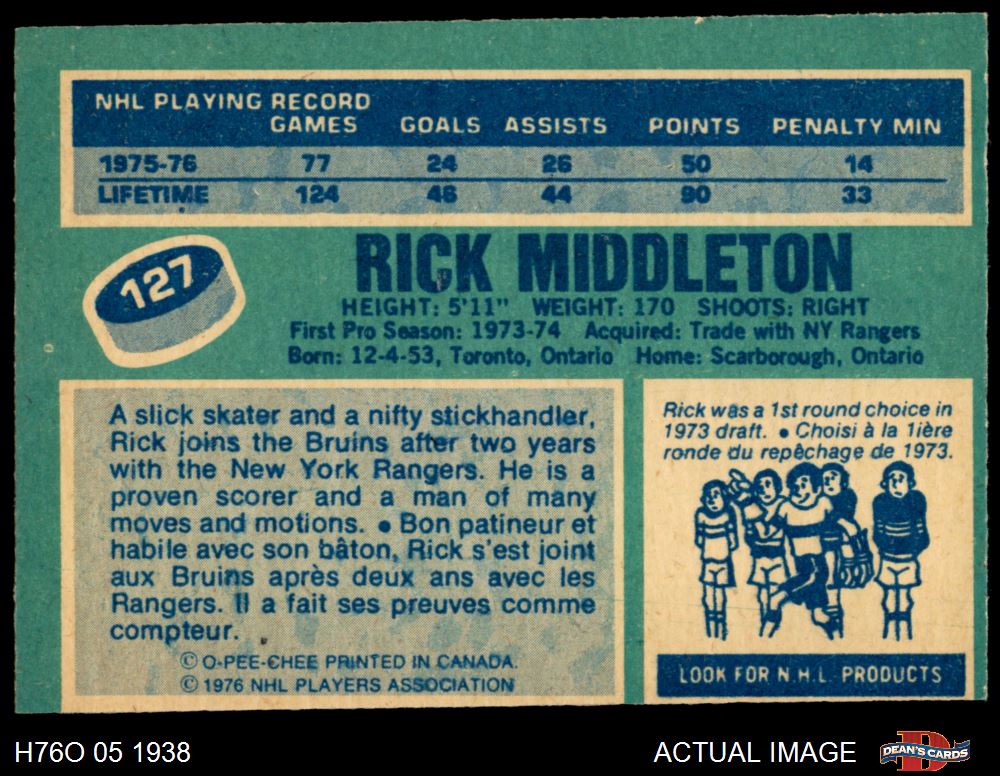 NHL PLAYING RECORD
GAMES GOALS ASSISTS POINTS PENALTY MIN
1975-76 77 24 26 50 14
LIFETIME 124 46 44 90 33
127
RICK MIDDLETON
HEIGHT: 5'11" WEIGHT: 170 SHOOTS: RIGHT
First Pro Season: 1973-74 Acquired: Trade with NY Rangers
Born: 12-4-53, Toronto, Ontario Home: Scarborough, Ontario
A slick skater and a nifty stickhandler,
Rick joins the Bruins after two years
with the New York Rangers. He is a
proven scorer and a man of many
moves and motions. ● Bon patineur et
habile avec son bâton, Rick s'est joint
aux Bruins après deux ans avec les
Rangers. Il a fait ses preuves comme
compteur.
© O-PEE-CHEE PRINTED IN CANADA.
© 1976 NHL PLAYERS ASSOCIATION
Rick was a 1st round choice in
1973 draft. ● Choisi à la 1ière
ronde du repêchage de 1973.
LOOK FOR N.H.L. PRODUCTS
H76O 05 1938
ACTUAL IMAGE
D
DEAN'S CARDS